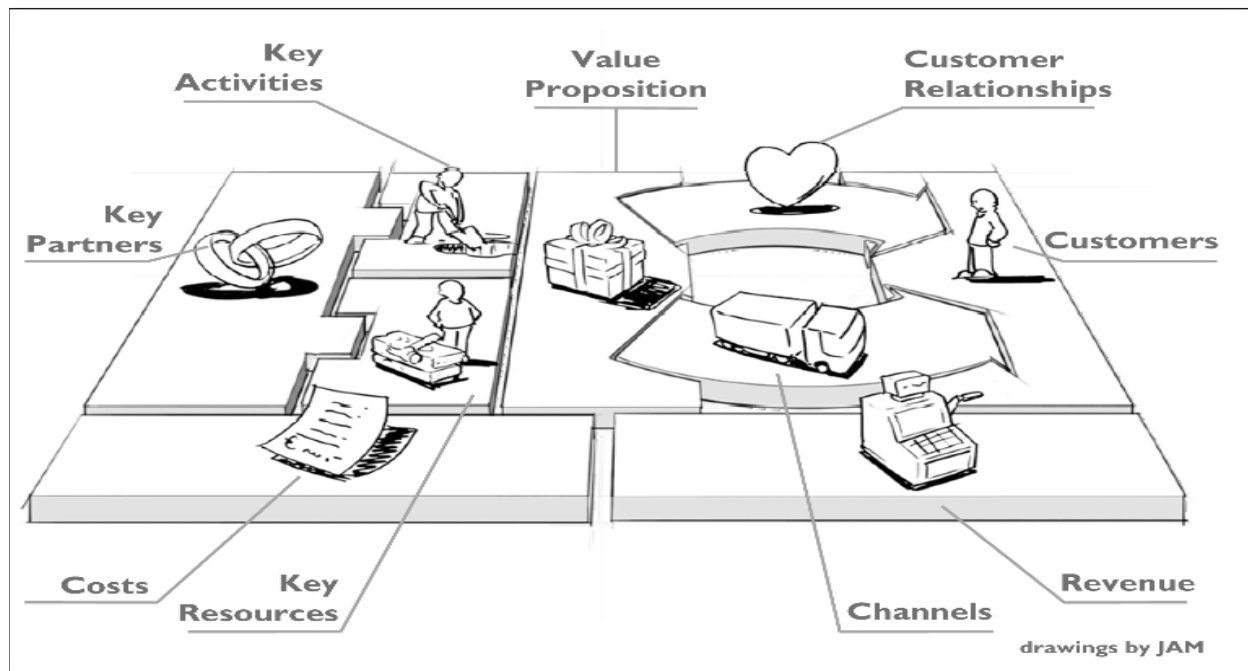 Key
Activities
Value
Proposition
Customer
Relationships
Key
Partners
Customers
Costs
Key
Resources
Channels
Revenue
drawings by JAM